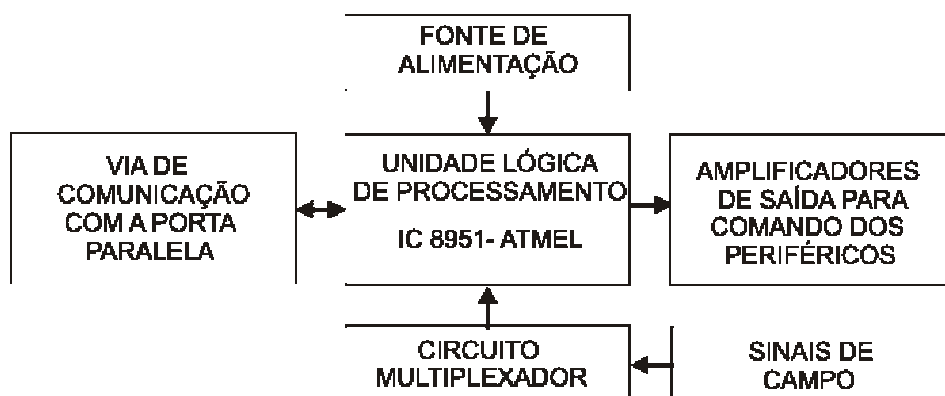 FONTE DE
ALIMENTAÇÃO
VIA DE
COMUNICAÇÃO
COM A PORTA
PARALELA
UNIDADE LÓGICA
DE PROCESSAMENTO
IC 8951- ATMEL
AMPLIFICADORES
DE SAÍDA PARA
COMANDO DOS
PERIFÉRICOS
CIRCUITO
MULTIPLEXADOR
SINAIS DE
CAMPO